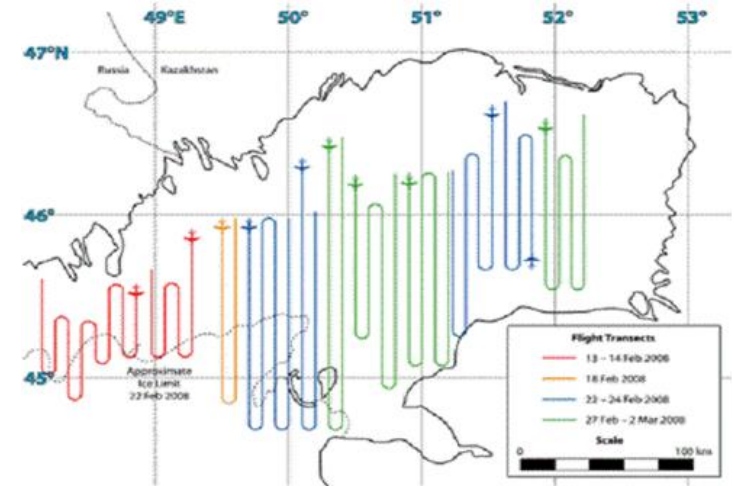 49°E 50° 51° 52° 53°
47°N
Russia Kazakhstan
46°
45°
Approximate
Ice Limit
22 Feb 2008
Flight Transects
13 – 14 Feb 2008
18 Feb 2008
22 – 24 Feb 2008
27 Feb – 2 Mar 2008
Scale
0 100 kms